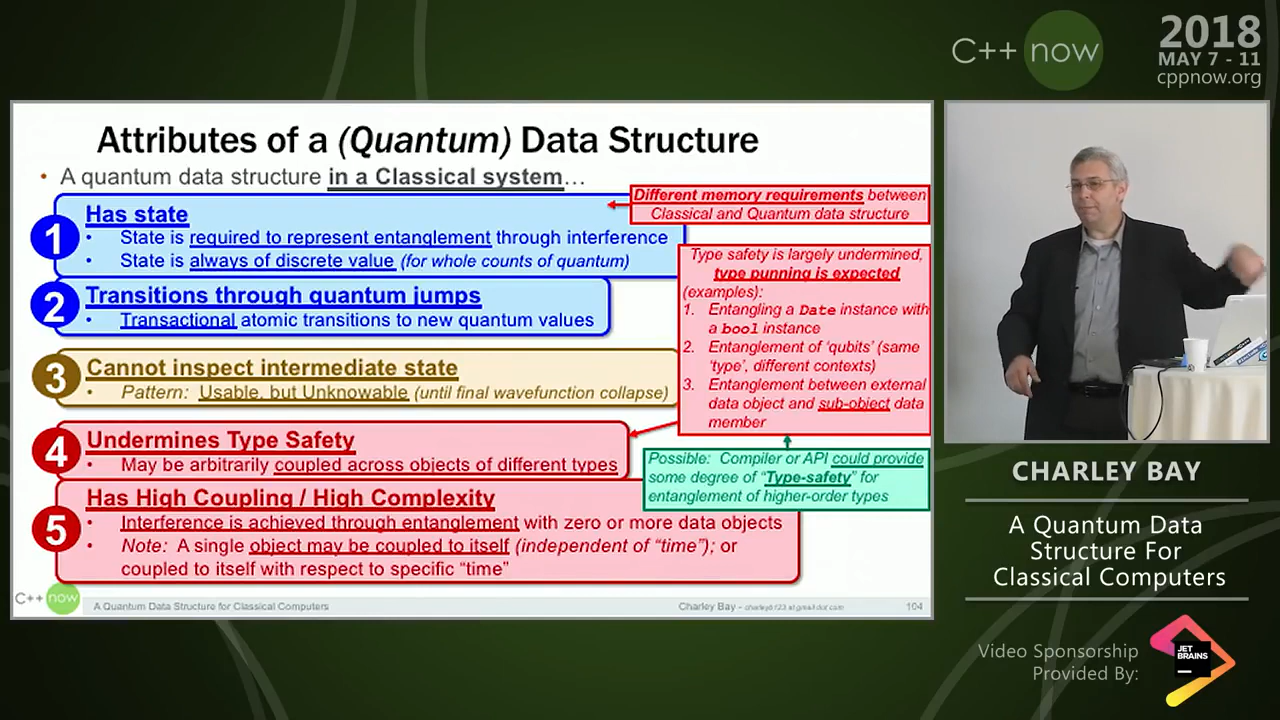 C++ now
2018
MAY 7 - 11
cppnow.org
Attributes of a (Quantum) Data Structure
• A quantum data structure in a Classical system…
Different memory requirements between
Classical and Quantum data structure
1
Has state
• State is required to represent entanglement through interference
• State is always of discrete value (for whole counts of quantum)
2
Transitions through quantum jumps
• Transactional atomic transitions to new quantum values
Type safety is largely undermined,
type punning is expected
(examples):
1. Entangling a Date instance with
a bool instance
2. Entanglement of ‘qubits’ (same
‘type’, different contexts)
3. Entanglement between external
data object and sub-object data
member
3
Cannot inspect intermediate state
• Pattern: Usable, but Unknowable (until final wavefunction collapse)
4
Undermines Type Safety
• May be arbitrarily coupled across objects of different types
Possible: Compiler or API could provide
some degree of “Type-safety” for
entanglement of higher-order types
5
Has High Coupling / High Complexity
• Interference is achieved through entanglement with zero or more data objects
• Note: A single object may be coupled to itself (independent of “time”); or
coupled to itself with respect to specific “time”
C++ now
A Quantum Data Structure for Classical Computers
Charley Bay –
104
CHARLEY BAY
A Quantum Data
Structure For
Classical Computers
Video Sponsorship
Provided By:
JET
BRAINS